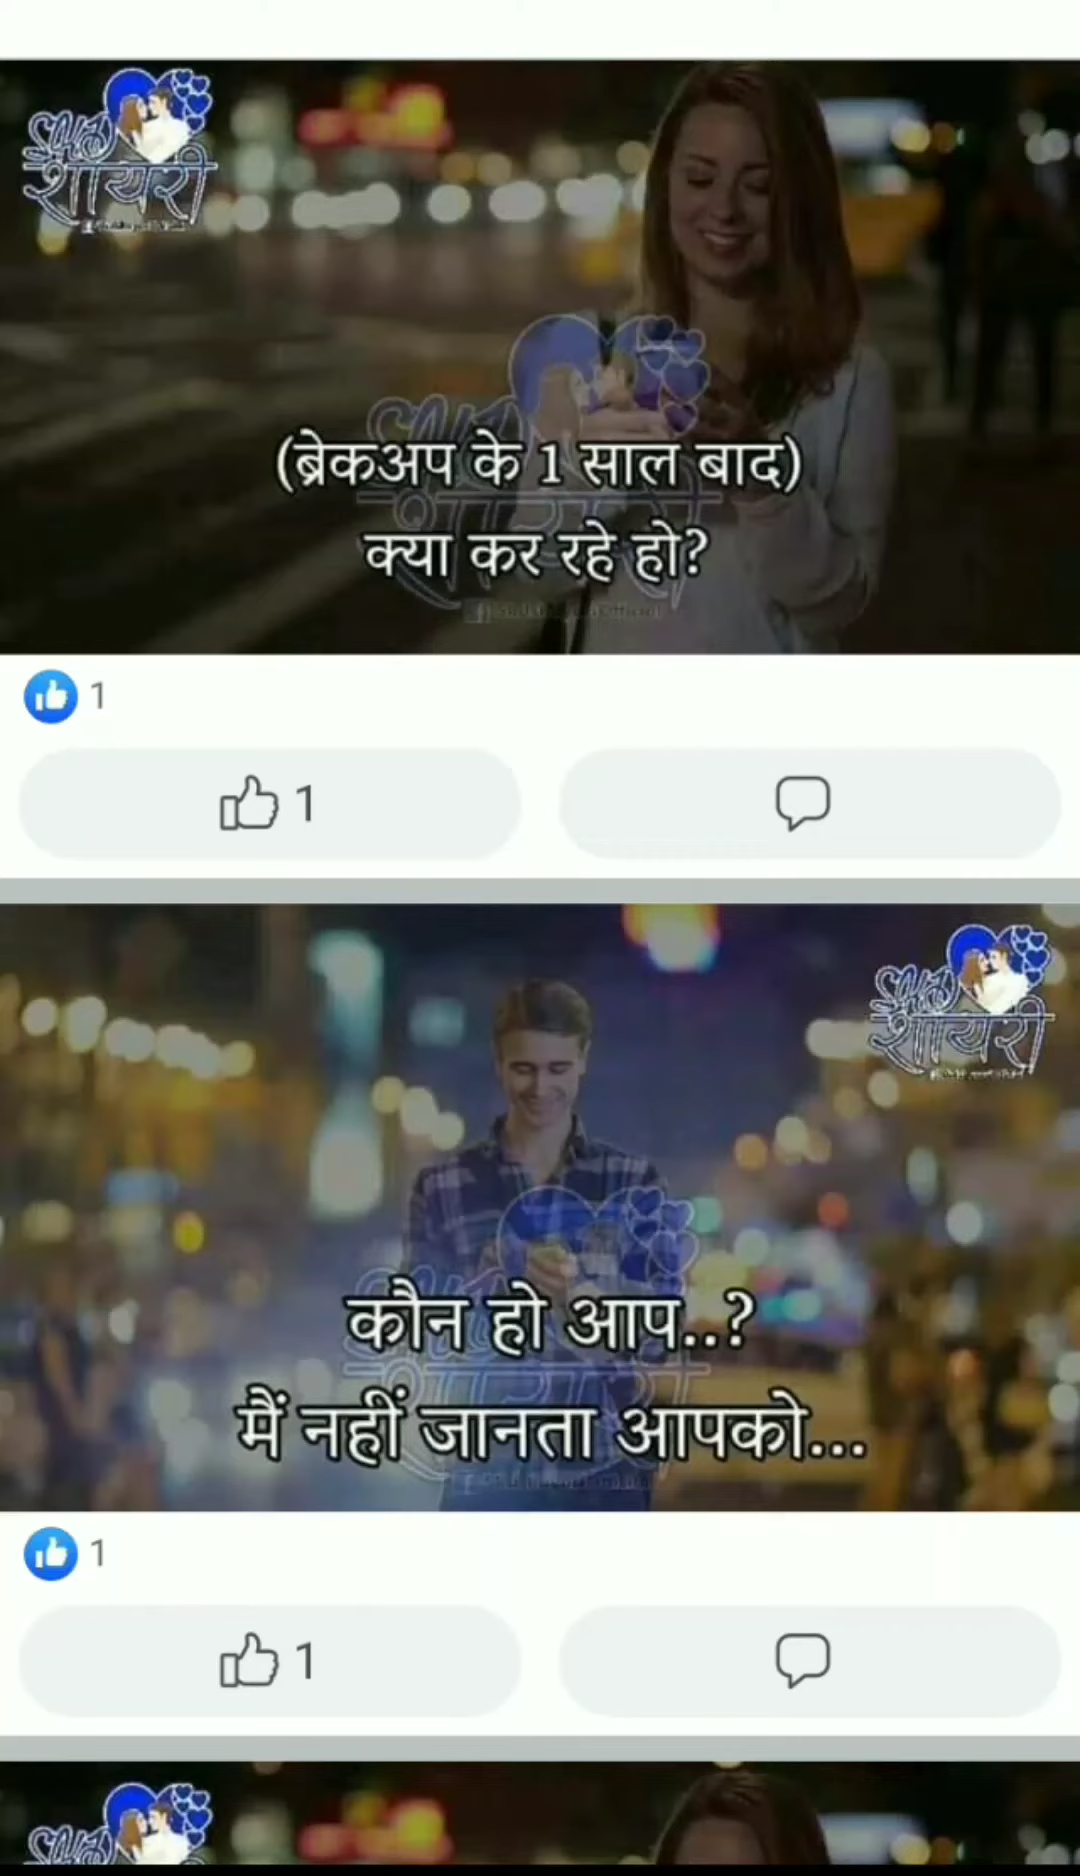 शायरी
(ब्रेकअप के 1 साल बाद)
क्या कर रहे हो?
1
1
शायरी
कौन हो आप..?
मैं नहीं जानता आपको...
1
1